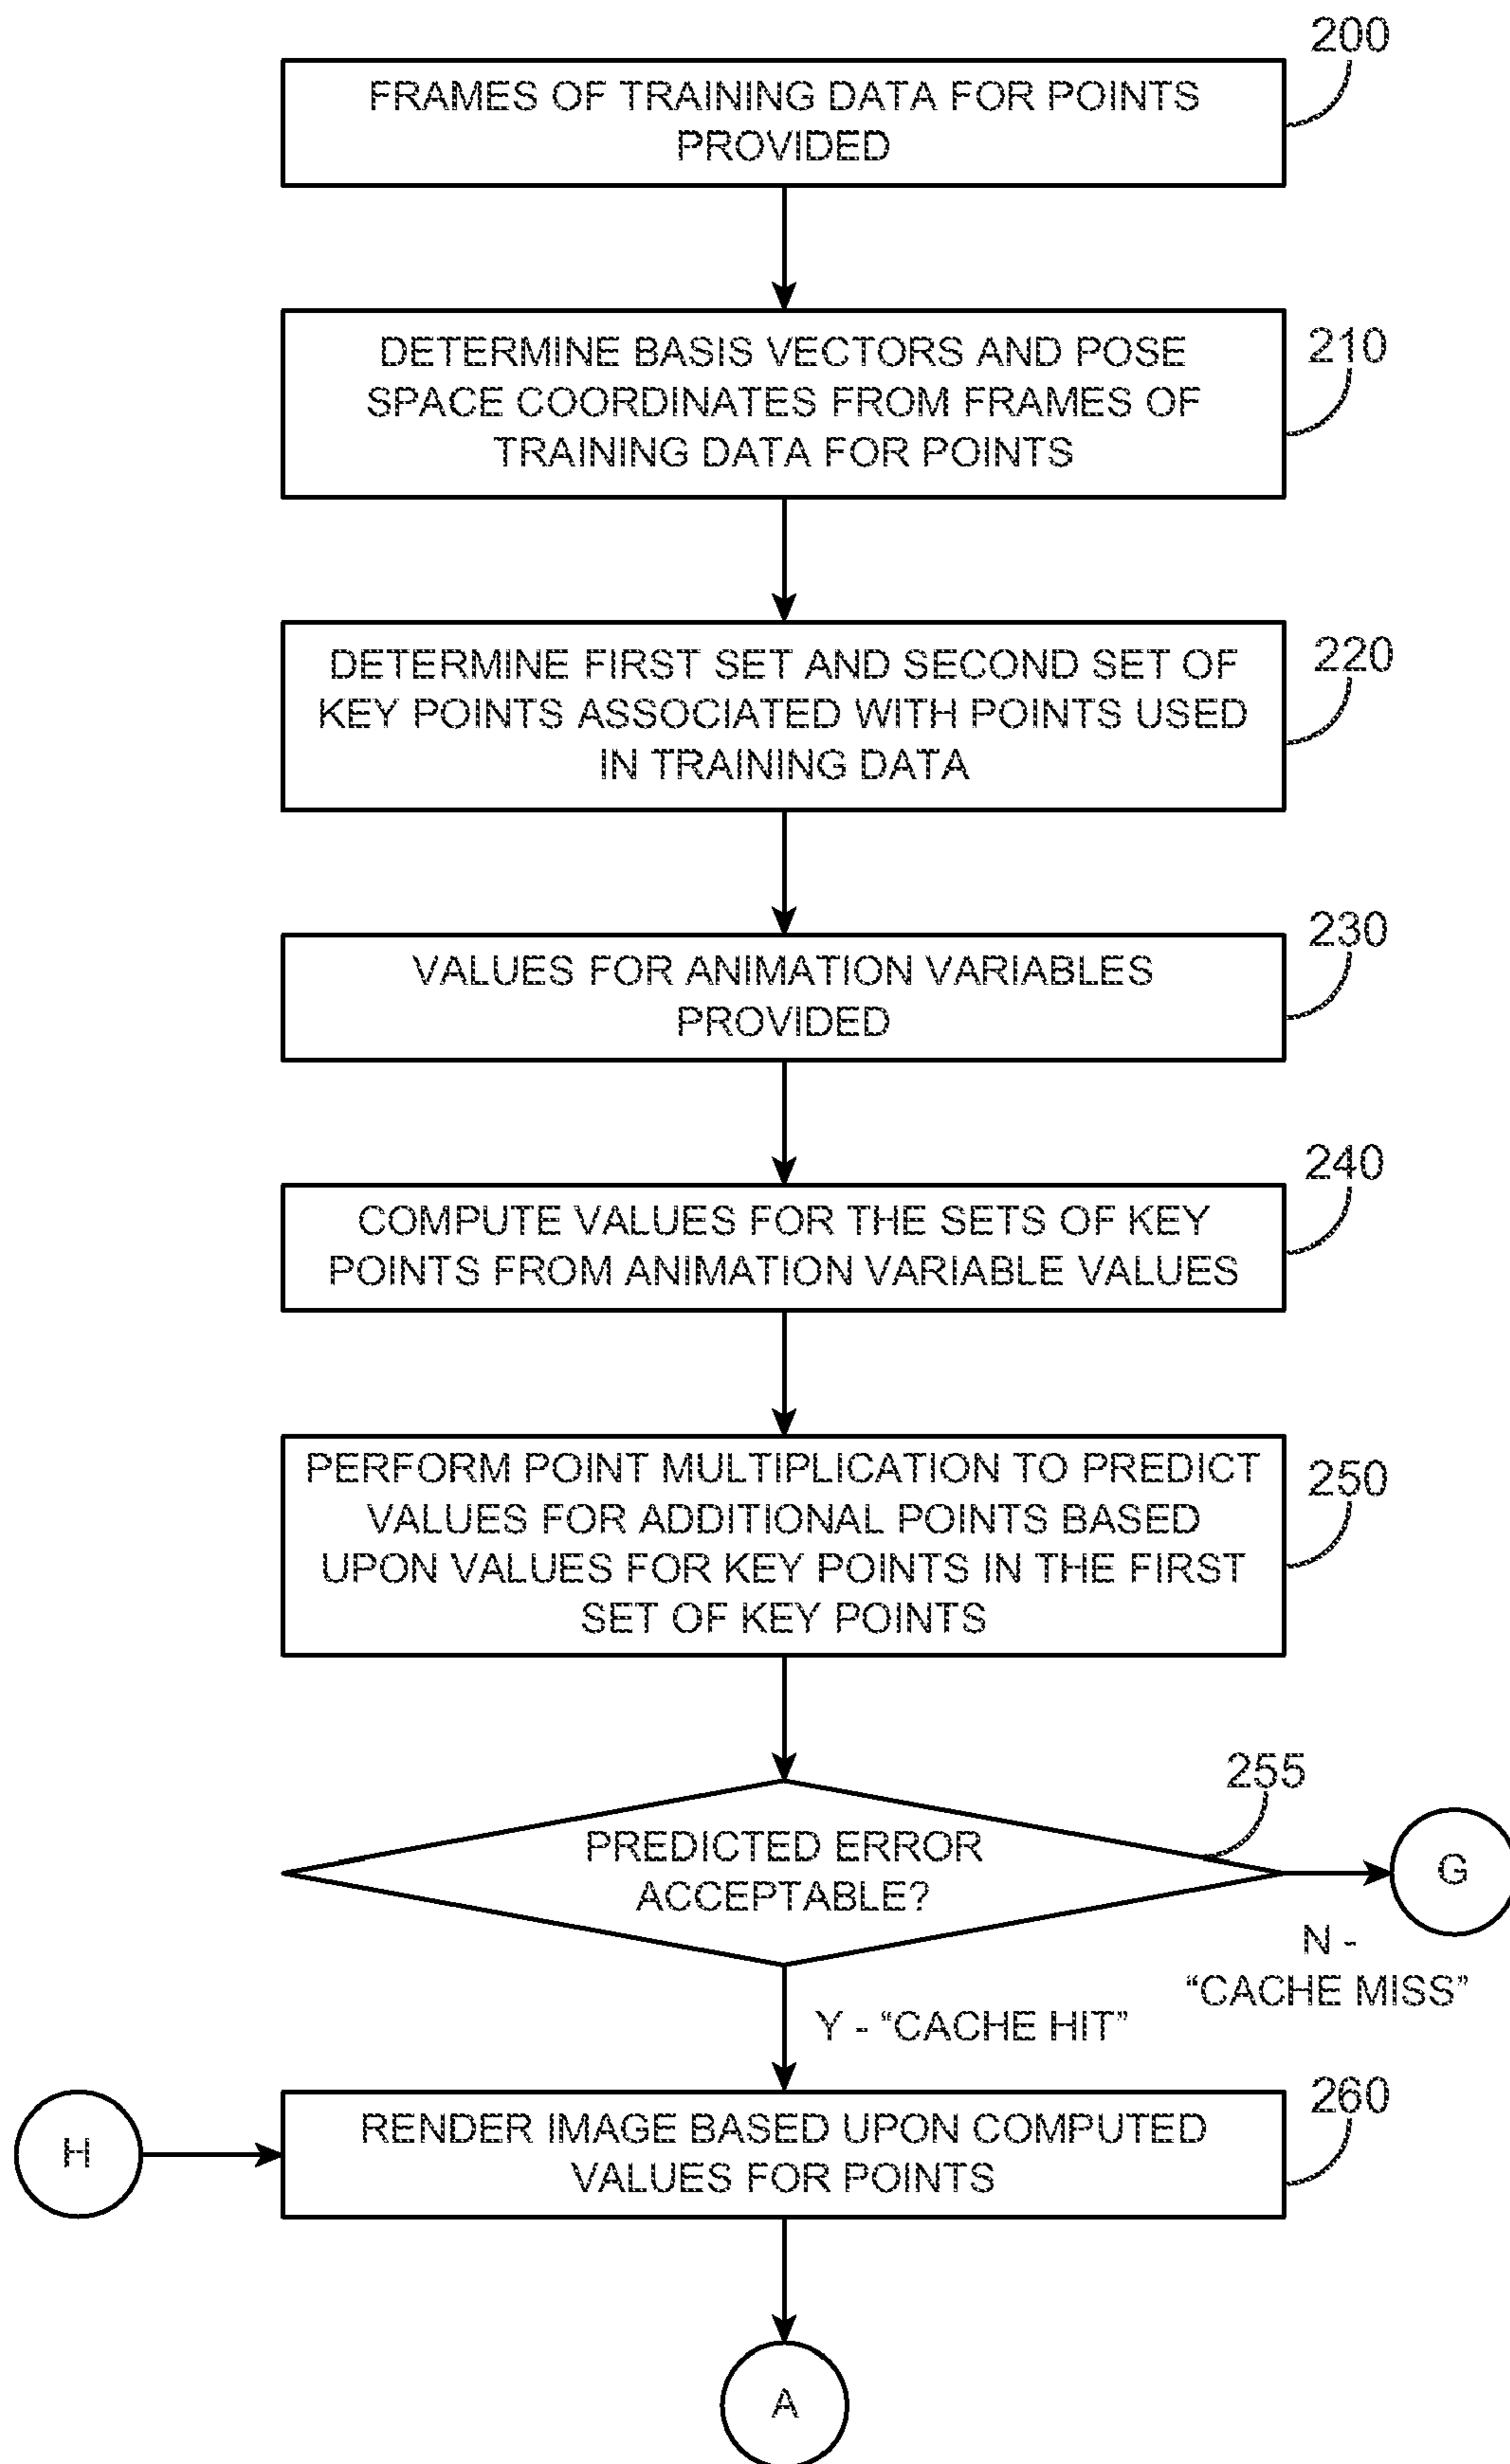 200
FRAMES OF TRAINING DATA FOR POINTS
PROVIDED
210
DETERMINE BASIS VECTORS AND POSE
SPACE COORDINATES FROM FRAMES OF
TRAINING DATA FOR POINTS
220
DETERMINE FIRST SET AND SECOND SET OF
KEY POINTS ASSOCIATED WITH POINTS USED
IN TRAINING DATA
230
VALUES FOR ANIMATION VARIABLES
PROVIDED
240
COMPUTE VALUES FOR THE SETS OF KEY
POINTS FROM ANIMATION VARIABLE VALUES
250
PERFORM POINT MULTIPLICATION TO PREDICT
VALUES FOR ADDITIONAL POINTS BASED
UPON VALUES FOR KEY POINTS IN THE FIRST
SET OF KEY POINTS
255
PREDICTED ERROR
ACCEPTABLE?
G
N -
“CACHE MISS”
Y - “CACHE HIT”
260
H
RENDER IMAGE BASED UPON COMPUTED
VALUES FOR POINTS
A